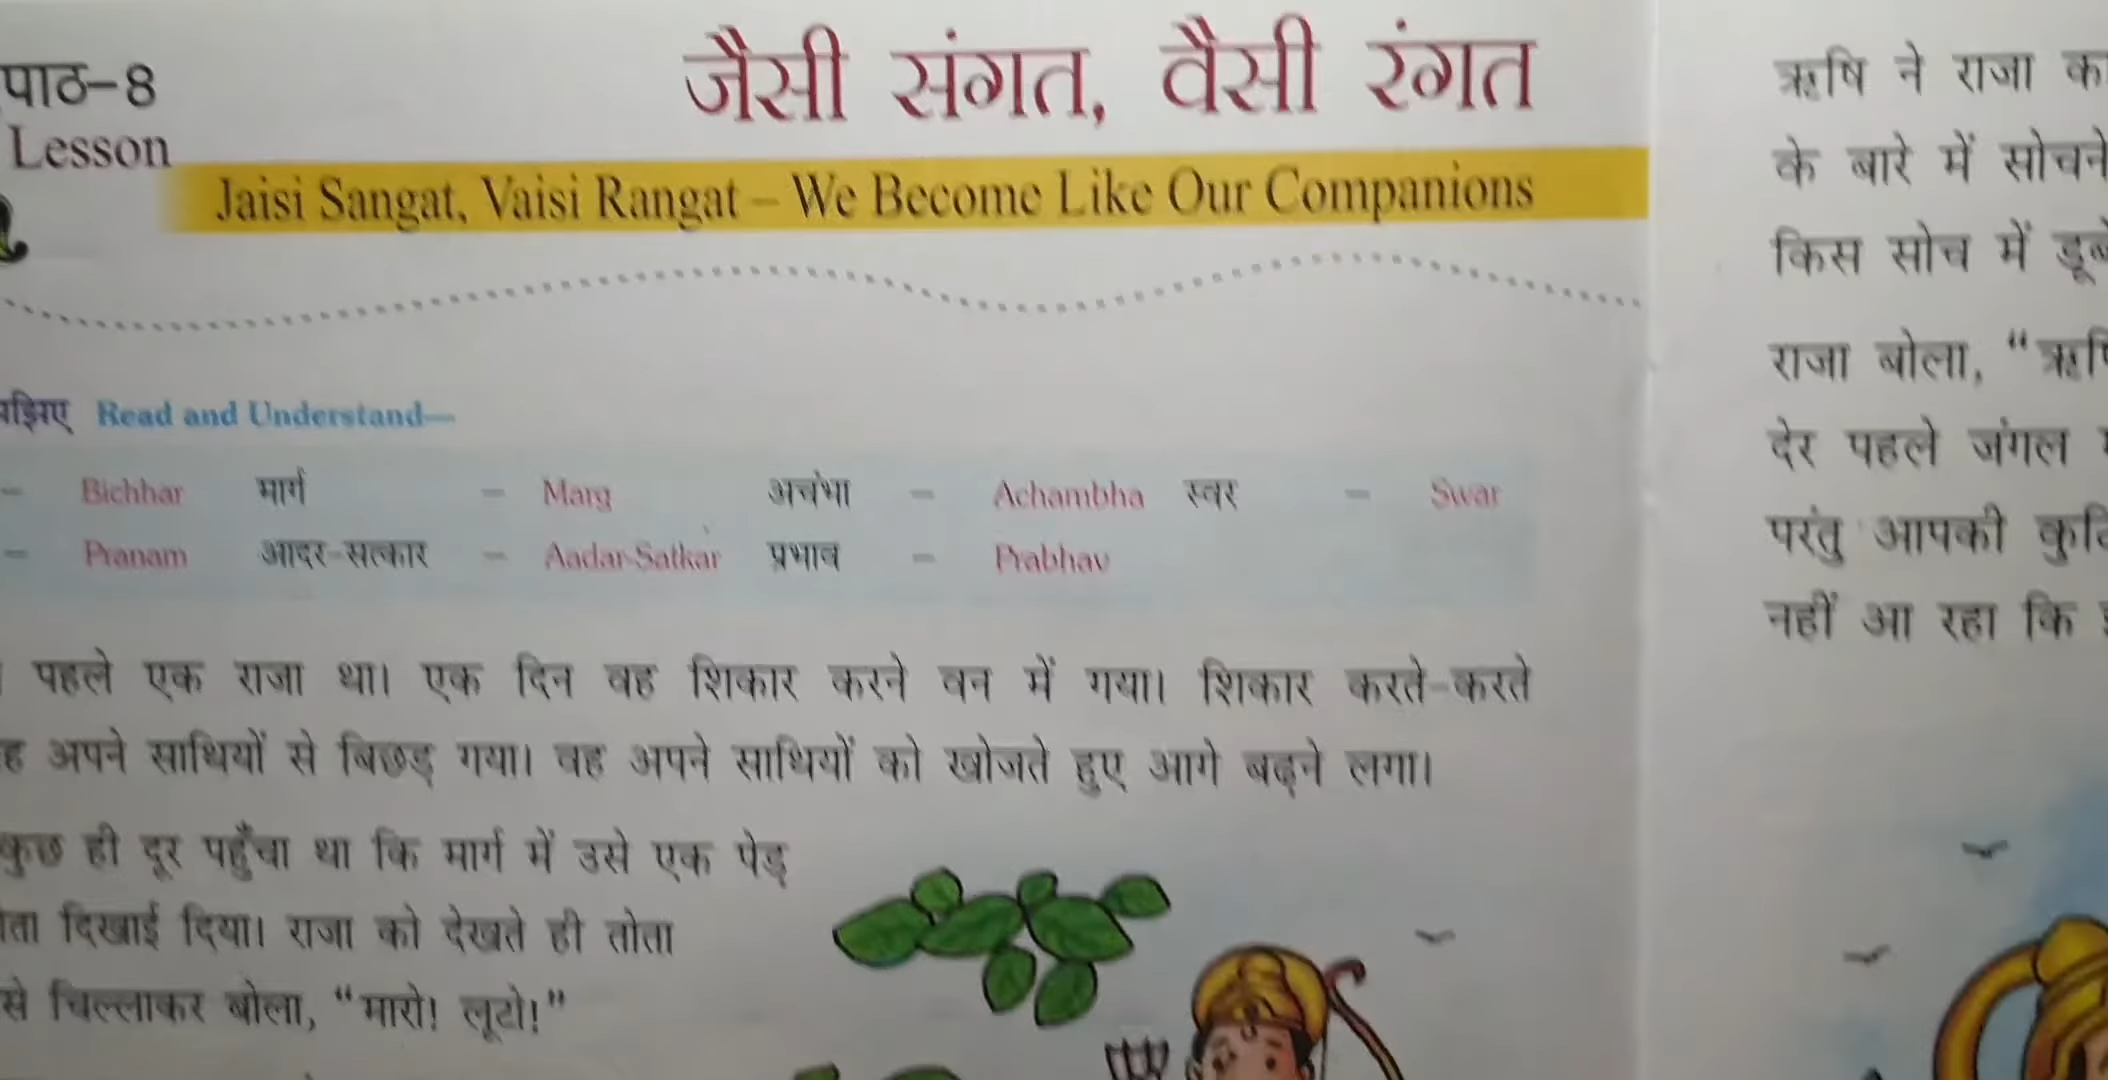 पाठ-8
Lesson
जैसी संगत, वैसी रंगत
Jaisi Sangat, Vaisi Rangat – We Become Like Our Companions
Read and Understand—
– Bichhar मार्ग – Marg अचंभा – Achambha स्वर – Swar
– Pranam आदर-सत्कार – Aadar-Satkar प्रभाव – Prabhav
पहले एक राजा था। एक दिन वह शिकार करने वन में गया। शिकार करते-करते
अपने साथियों से बिछड़ गया। वह अपने साथियों को खोजते हुए आगे बढ़ने लगा।
कुछ ही दूर पहुँचा था कि मार्ग में उसे एक पेड़
दिखाई दिया। राजा को देखते ही तोता
से चिल्लाकर बोला, “मारो! लूटो!”
ऋषि ने राजा
के बारे में सोचने
किस सोच में
राजा बोला, “
देर पहले जंगल
परंतु आपकी
नहीं आ रहा कि